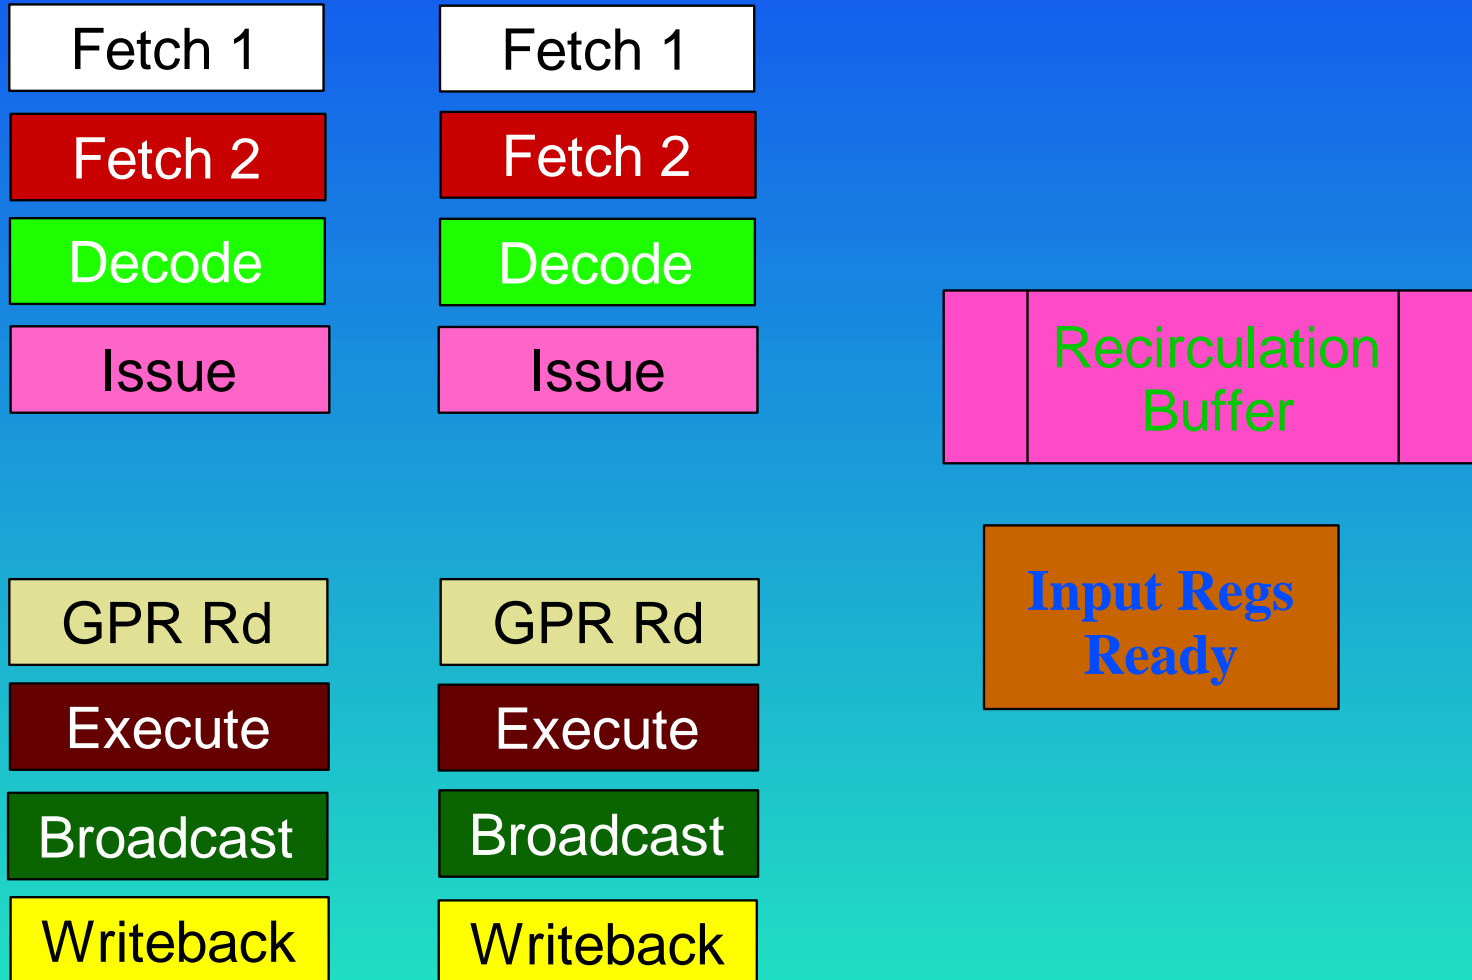 Fetch 1
Fetch 2
Decode
Issue
GPR Rd
Execute
Broadcast
Writeback
Fetch 1
Fetch 2
Decode
Issue
GPR Rd
Execute
Broadcast
Writeback
Recirculation
Buffer
Input Regs
Ready